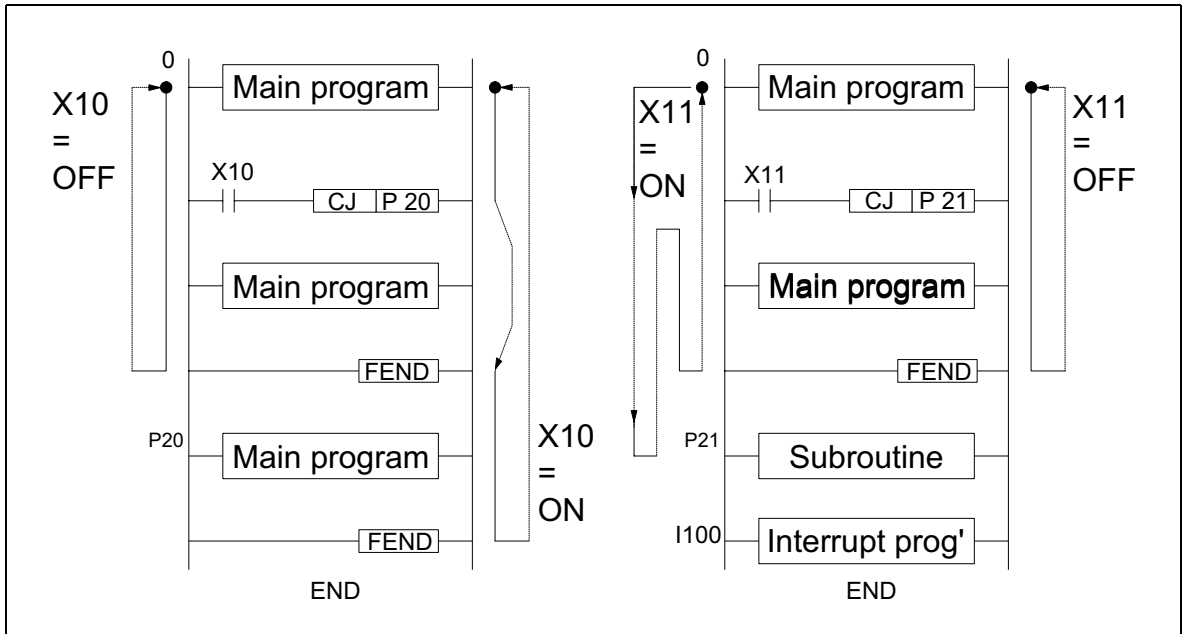 0
Main program
X10
=
OFF
X10
CJ P 20
Main program
FEND
P20
Main program
X10
=
ON
FEND
END
0
Main program
X11
=
ON
X11
=
OFF
X11
CJ P 21
Main program
FEND
P21
Subroutine
I100
Interrupt prog'
END